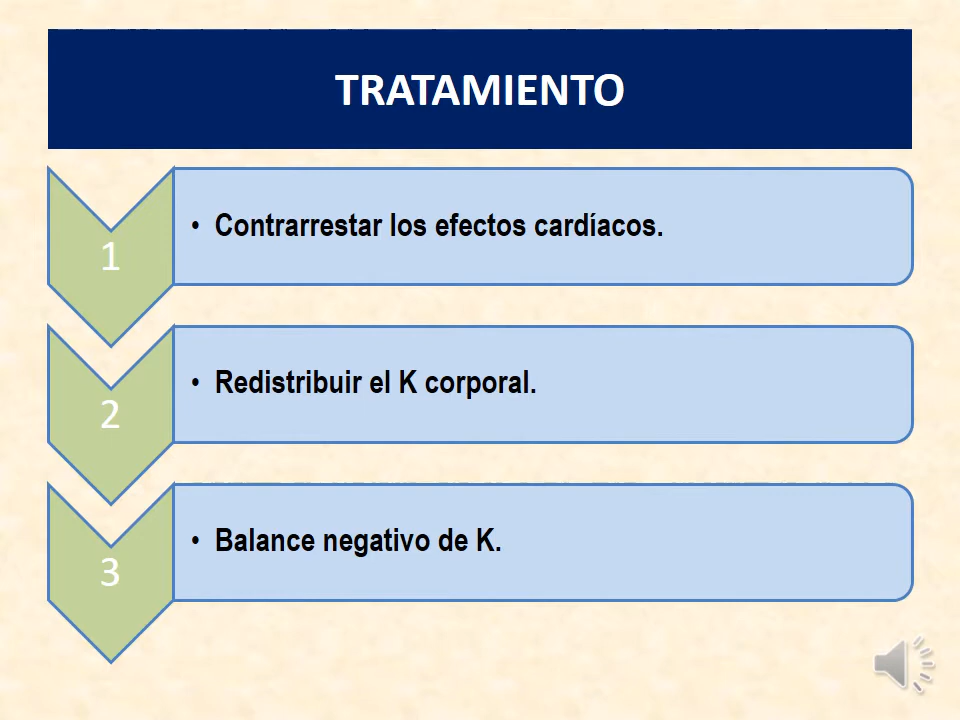 TRATAMIENTO
1
• Contrarrestar los efectos cardíacos.
2
• Redistribuir el K corporal.
3
• Balance negativo de K.